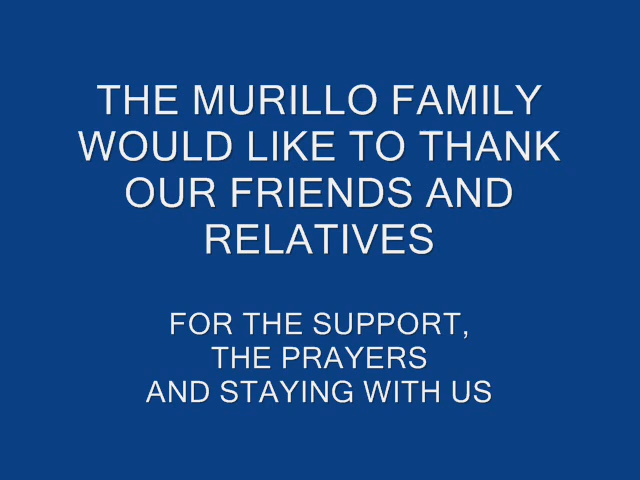 THE MURILLO FAMILY
WOULD LIKE TO THANK
OUR FRIENDS AND
RELATIVES
FOR THE SUPPORT,
THE PRAYERS
AND STAYING WITH US